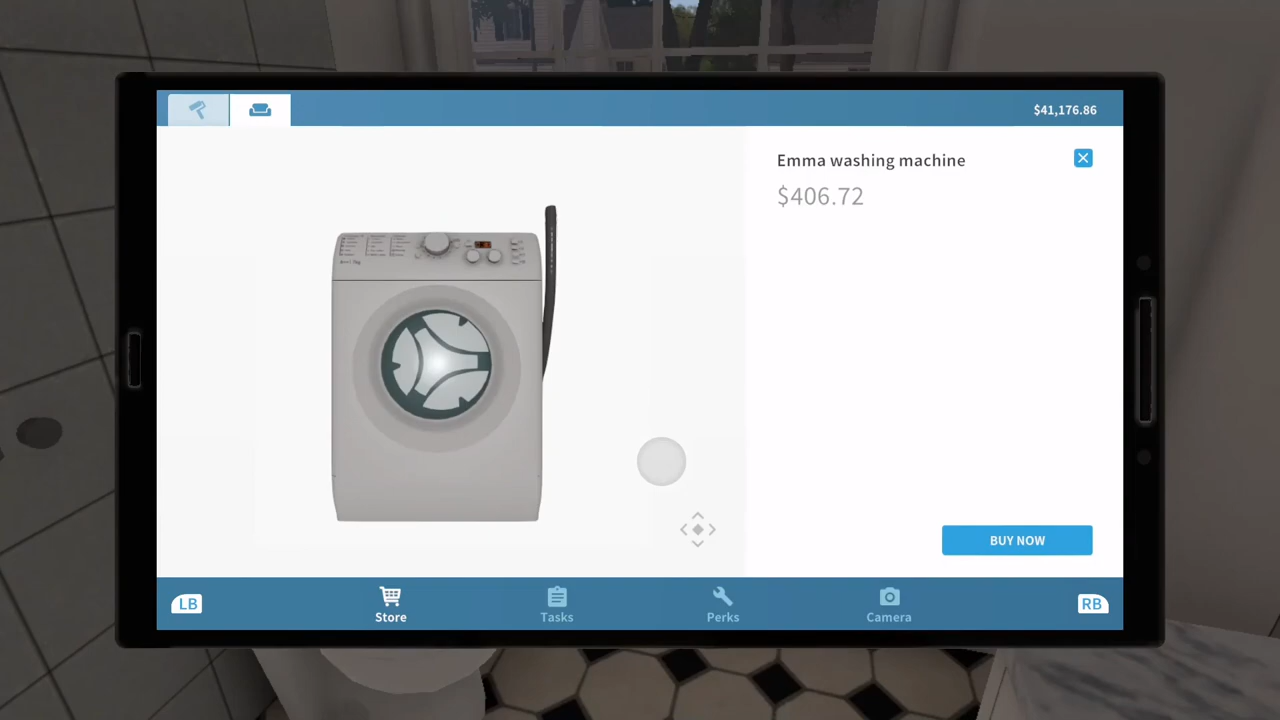 $41,176.86
Emma washing machine
$406.72
BUY NOW
LB
Store
Tasks
Perks
Camera
RB